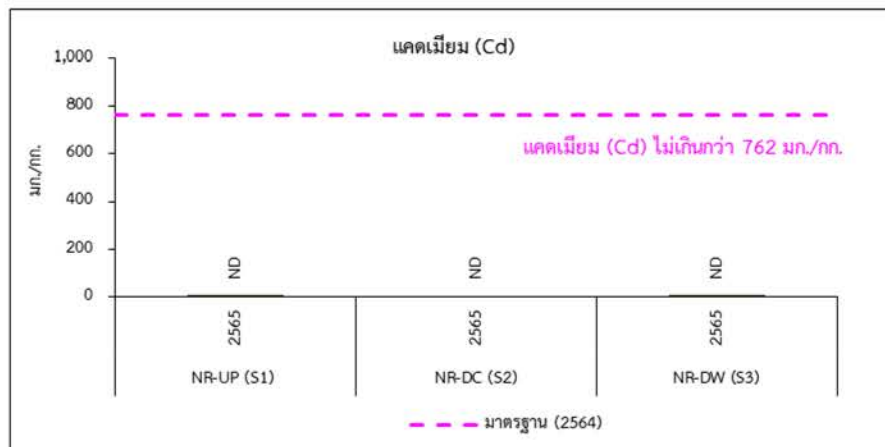 แคดเมียม (Cd)
1,000
800
600
400
200
0
มก./กก.
แคดเมียม (Cd) ไม่เกินกว่า 762 มก./กก.
ND ND ND
2565 2565 2565
NR-UP (S1) NR-DC (S2) NR-DW (S3)
มาตรฐาน (2564)